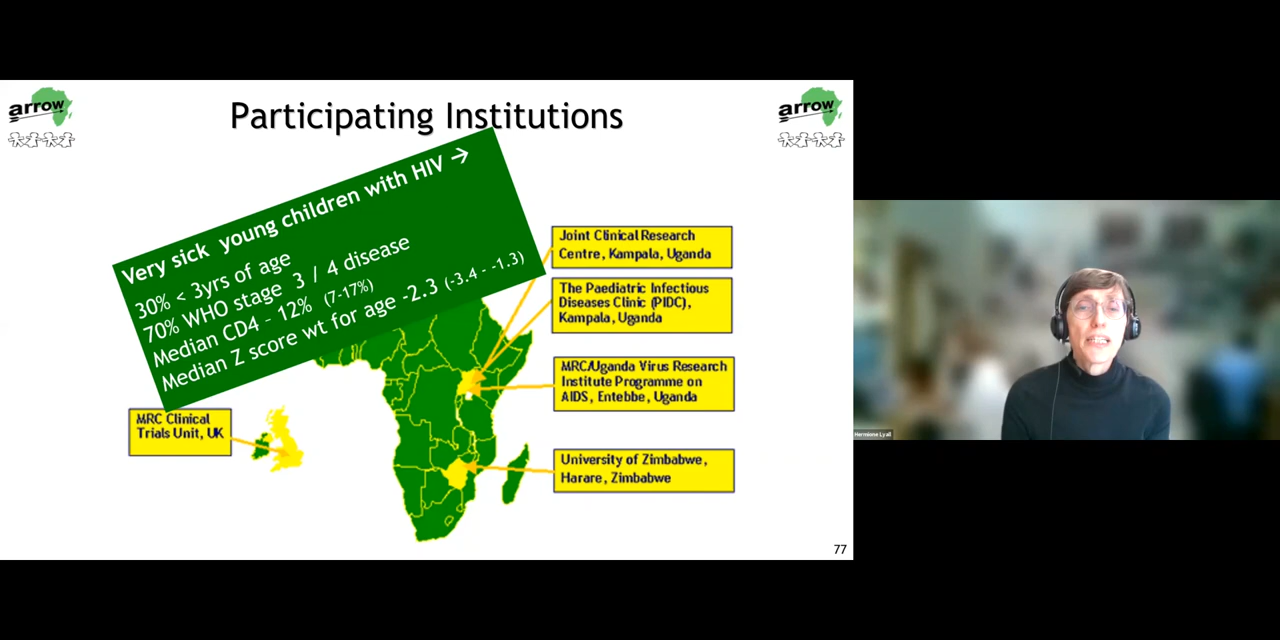 arrow
Participating Institutions
arrow
Very sick young children with HIV →
30% < 3yrs of age
70% WHO stage 3 / 4 disease
Median CD4 - 12% (7-17%)
Median Z score wt for age -2.3 (-3.4 - -1.3)
Joint Clinical Research
Centre, Kampala, Uganda
The Paediatric Infectious
Diseases Clinic (PIDC),
Kampala, Uganda
MRC/Uganda Virus Research
Institute Programme on
AIDS, Entebbe, Uganda
MRC Clinical
Trials Unit, UK
University of Zimbabwe,
Harare, Zimbabwe
77
Hermione Lyall